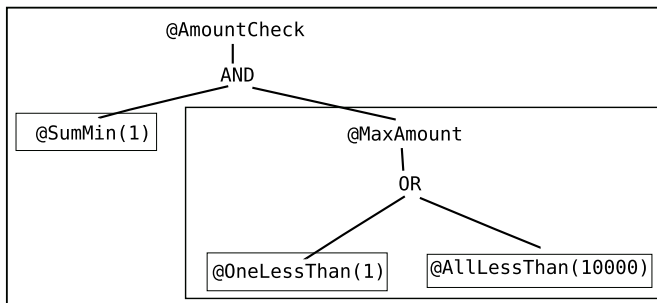 @AmountCheck
AND
@SumMin(1)
@MaxAmount
OR
@OneLessThan(1)
@AllLessThan(10000)